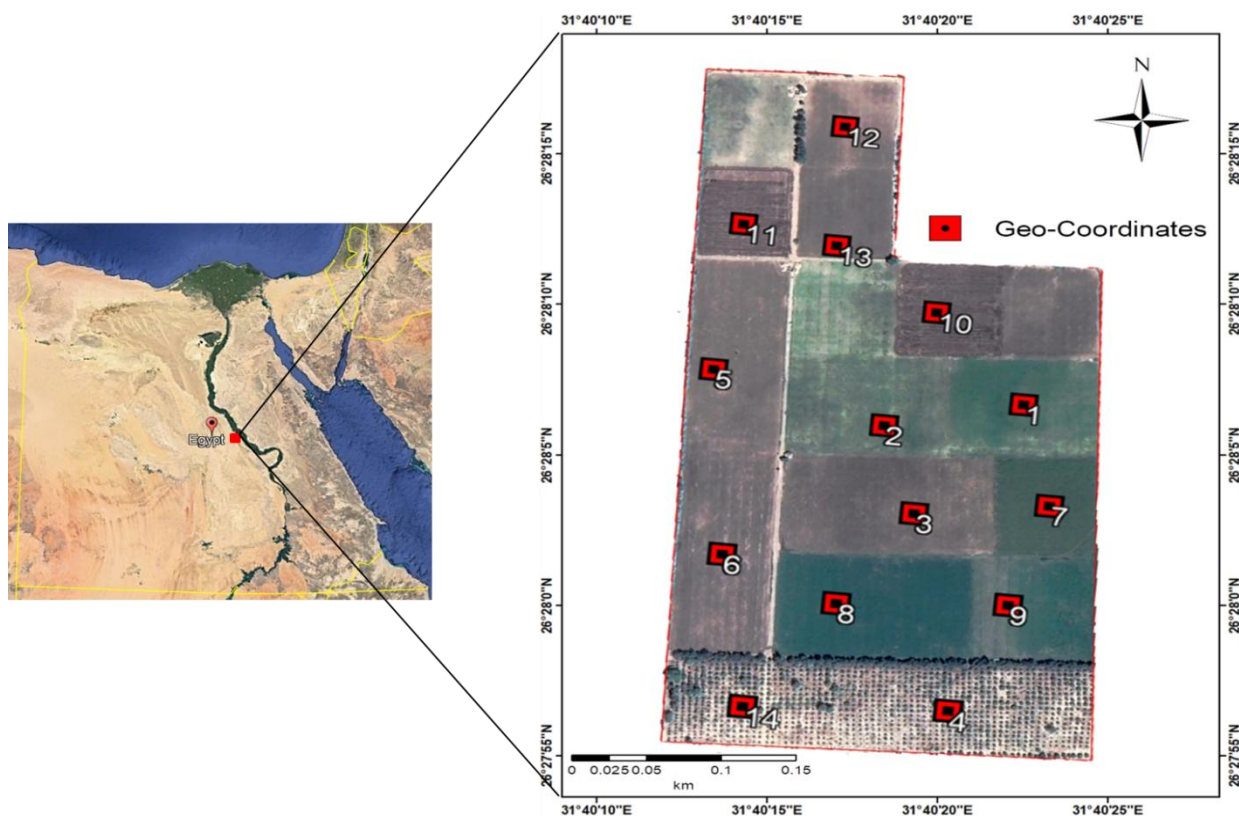 31°40'10"E 31°40'15"E 31°40'20"E 31°40'25"E
N
26°28'15"N 26°28'15"N
12
11
13
Geo-Coordinates
26°28'10"N 26°28'10"N
10
5
1
2
Egypt
26°28'5"N 26°28'5"N
3
7
6
8
9
26°28'0"N 26°28'0"N
14
4
26°27'55"N 26°27'55"N
0 0.025 0.05 0.1 0.15
km
31°40'10"E 31°40'15"E 31°40'20"E 31°40'25"E